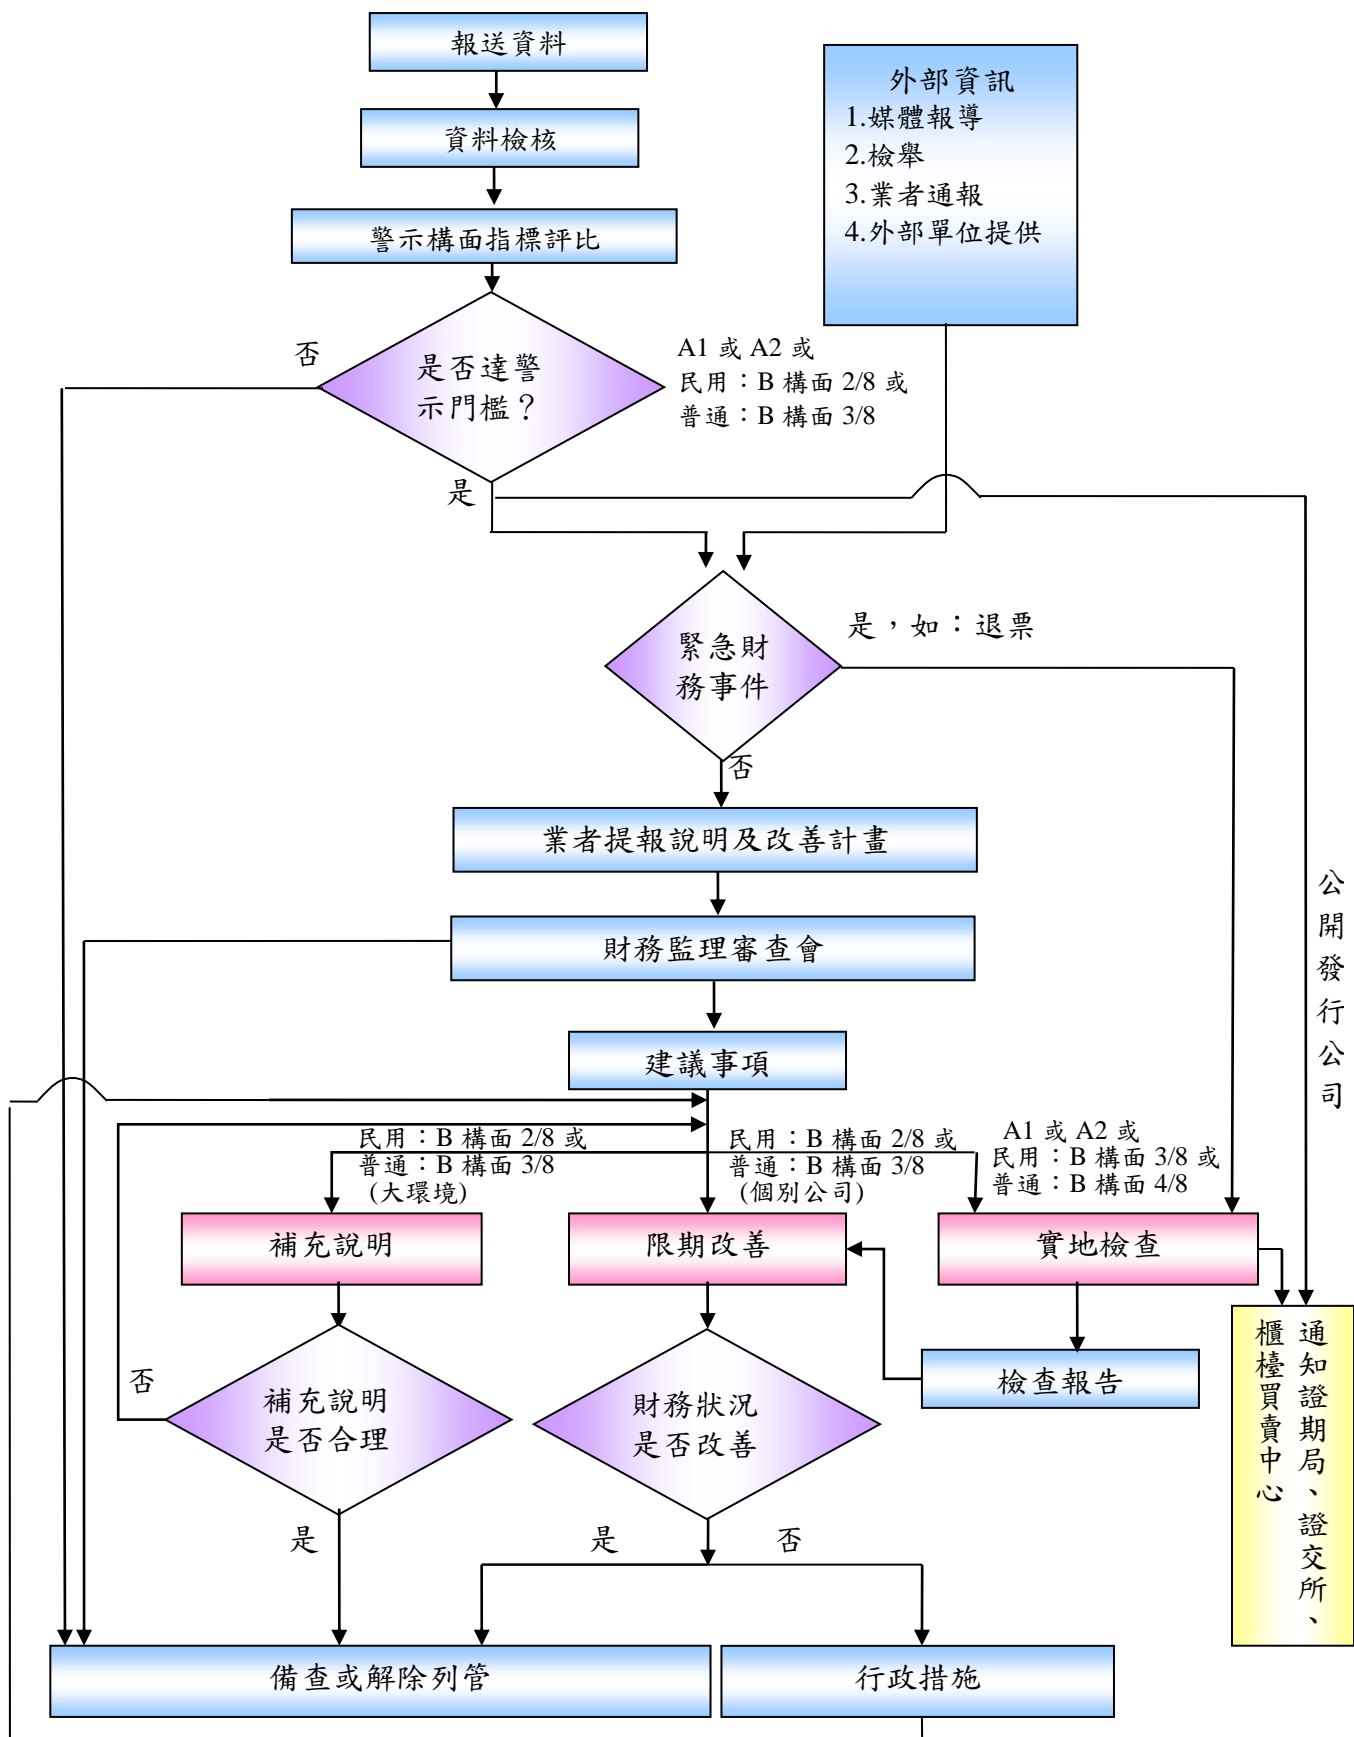 報送資料
資料檢核
警示構面指標評比
外部資訊
1.媒體報導
2.檢舉
3.業者通報
4.外部單位提供
否
是否達警
示門檻？
A1 或 A2 或
民用：B 構面 2/8 或
普通：B 構面 3/8
是
緊急財
務事件
是，如：退票
否
業者提報說明及改善計畫
財務監理審查會
公開發行公司
建議事項
民用：B 構面 2/8 或
普通：B 構面 3/8
(大環境)
民用：B 構面 2/8 或
普通：B 構面 3/8
(個別公司)
A1 或 A2 或
民用：B 構面 3/8 或
普通：B 構面 4/8
補充說明
限期改善
實地檢查
檢查報告
通知證期局、證交所、
櫃檯買賣中心
否
補充說明
是否合理
財務狀況
是否改善
是
是
否
備查或解除列管
行政措施